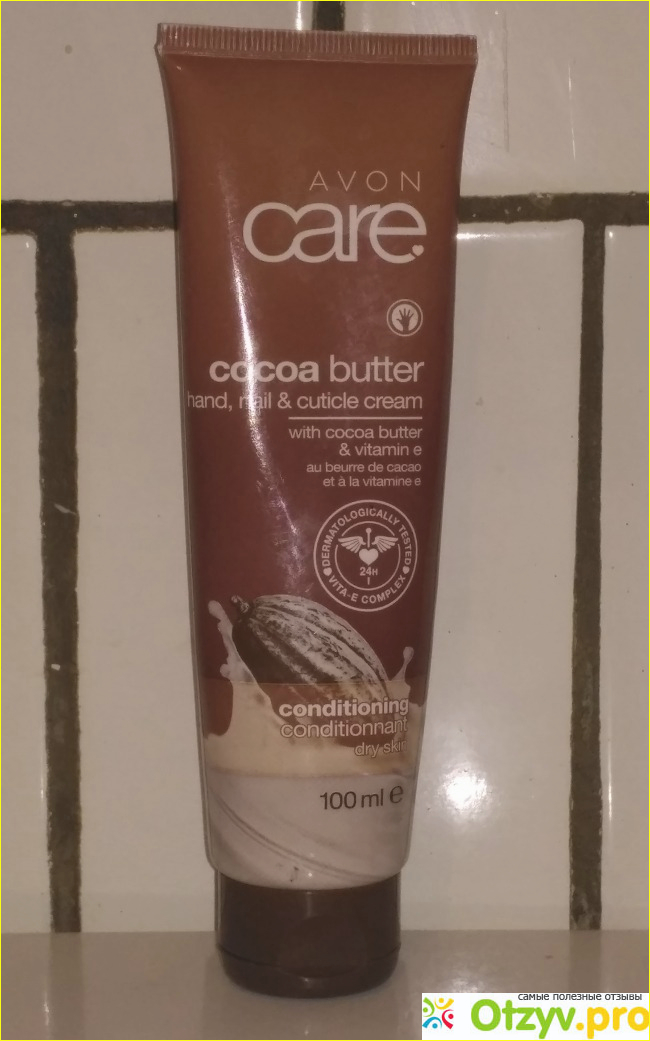 AVON
care
cocoa butter
hand, nail & cuticle cream
with cocoa butter
& vitamin e
au beurre de cacao
et à la vitamine e
DERMATOLOGICALLY TESTED
24H
VITA-E COMPLEX
conditioning
conditionnant
dry skin
100 ml e
самые полезные отзывы
Otzyv.pro